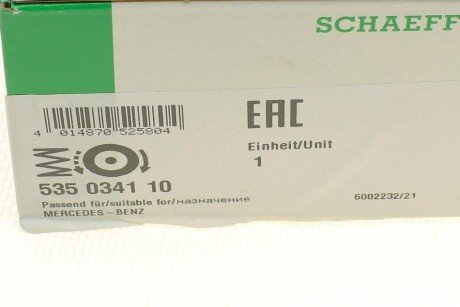 SCHAEFF
4 014870 525804
EAC
Einheit/Unit
1
535 0341 10
Passend für/suitable for/назначение
MERCEDES-BENZ
6002232/21